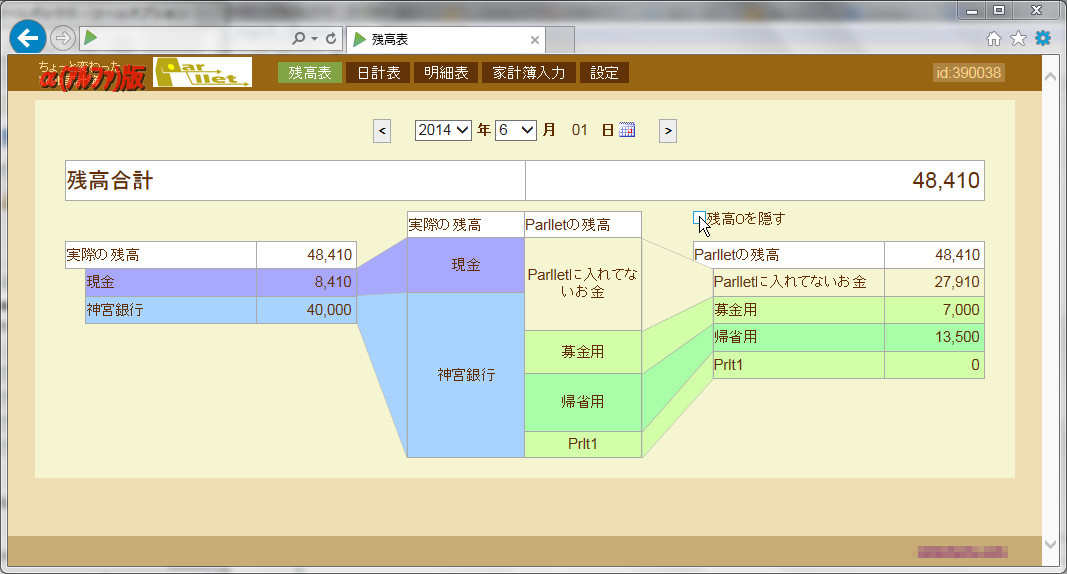 残高表
ちょっと変わった
α(ｱﾙﾌｧ)版
Parllet
残高表 日計表 明細表 家計簿入力 設定
id:390038
< 2014 年 6 月 01 日 >
残高合計 48,410
実際の残高 Parlletの残高
残高0を隠す
実際の残高 48,410
現金 8,410
神宮銀行 40,000
現金
神宮銀行
Parlletに入れてな
いお金
募金用
帰省用
Prlt1
Parlletの残高 48,410
Parlletに入れてないお金 27,910
募金用 7,000
帰省用 13,500
Prlt1 0